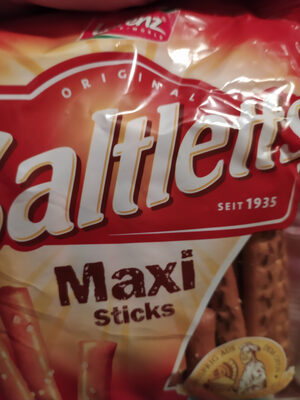 ORIGINAL
Saltletts
SEIT 1935
Maxi
Sticks